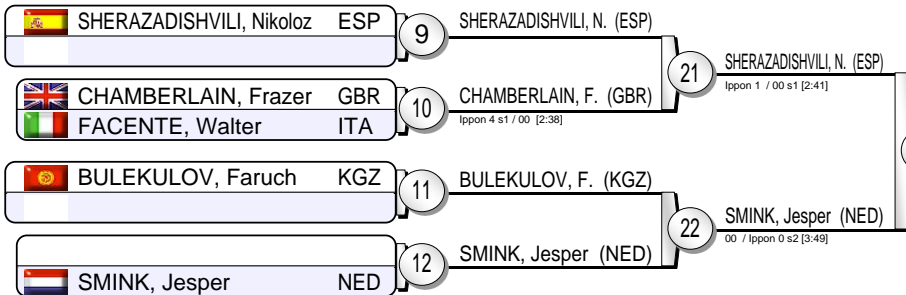 SHERAZADISHVILI, Nikoloz ESP
9
SHERAZADISHVILI, N. (ESP)
21
SHERAZADISHVILI, N. (ESP)
Ippon 1 / 00 s1 [2:41]
CHAMBERLAIN, Frazer GBR
10
CHAMBERLAIN, F. (GBR)
Ippon 4 s1 / 00 [2:38]
FACENTE, Walter ITA
BULEKULOV, Faruch KGZ
11
BULEKULOV, F. (KGZ)
22
SMINK, Jesper (NED)
00 / Ippon 0 s2 [3:49]
12
SMINK, Jesper (NED)
SMINK, Jesper NED